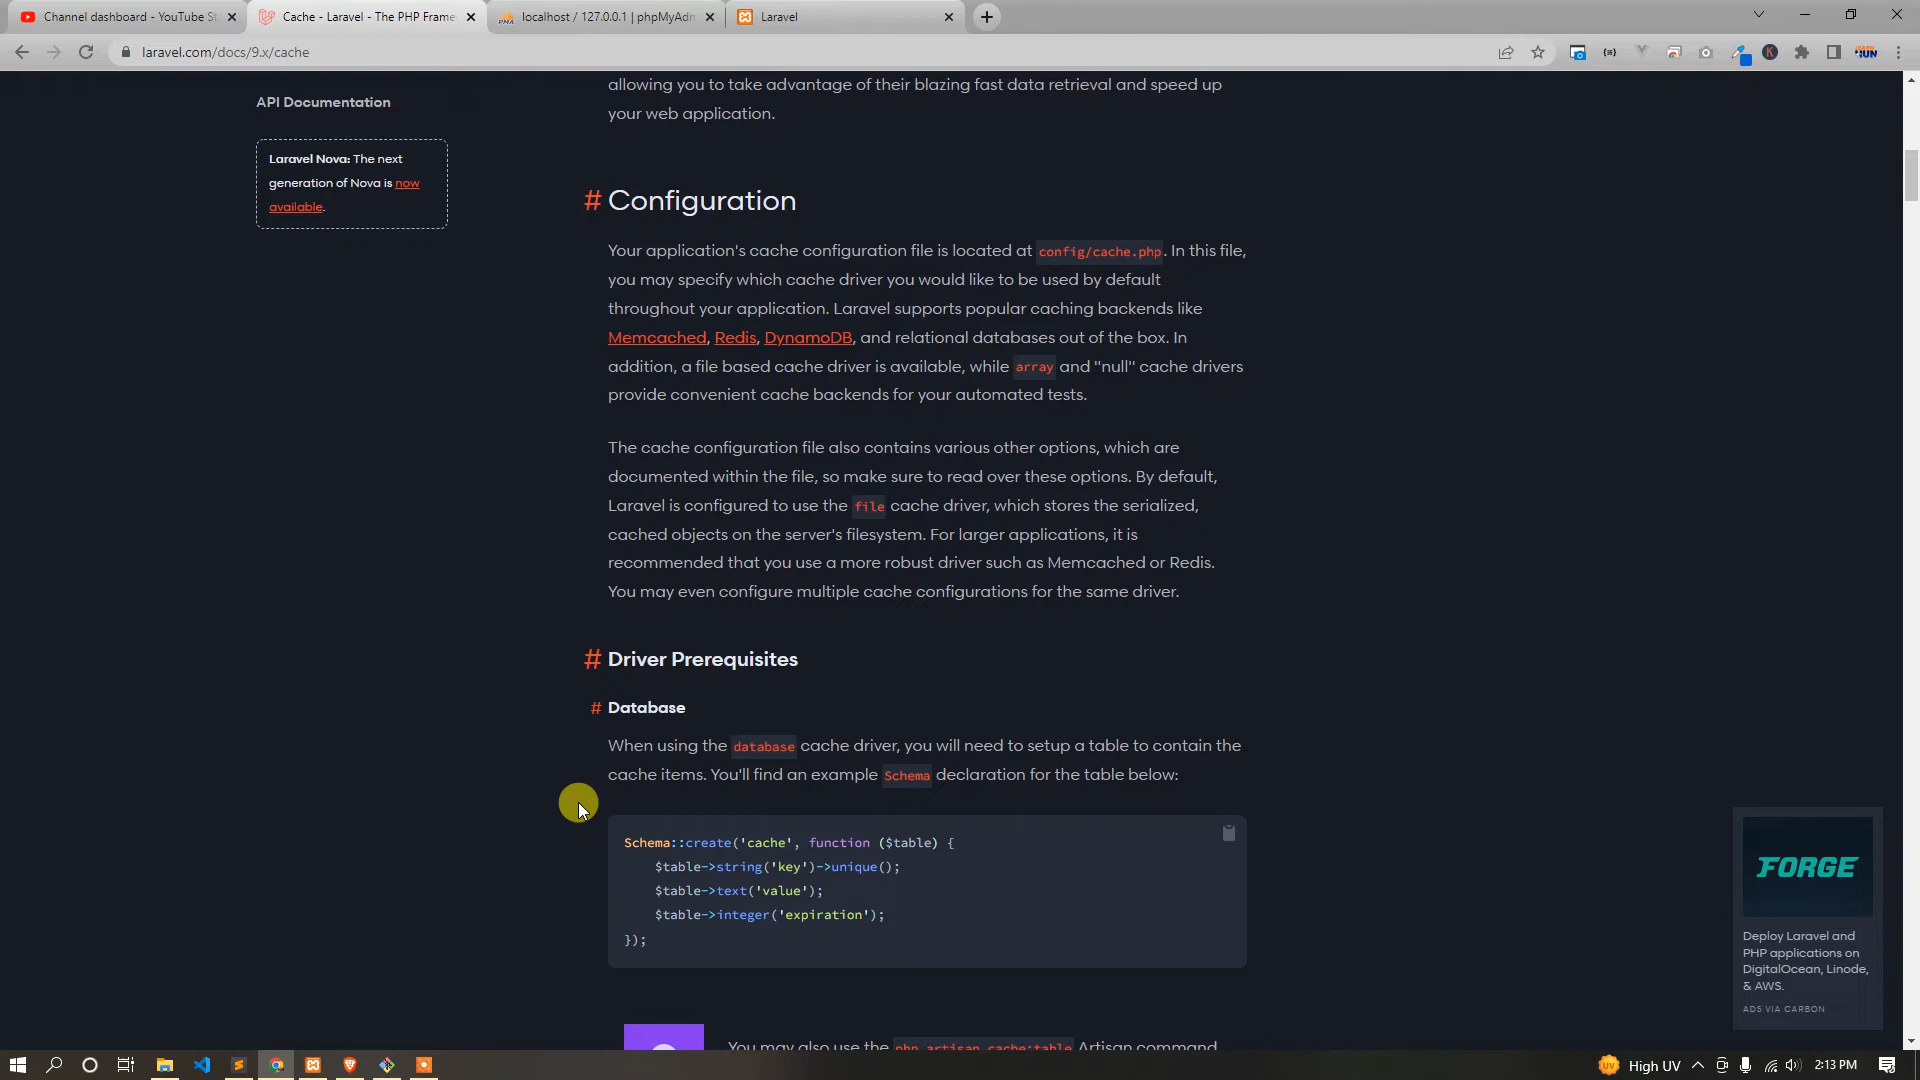 Channel dashboard - YouTube St
Cache - Laravel - The PHP Frame
localhost / 127.0.0.1 | phpMyAdm
Laravel
laravel.com/docs/9.x/cache
API Documentation
Laravel Nova: The next
generation of Nova is now
available.
allowing you to take advantage of their blazing fast data retrieval and speed up
your web application.
# Configuration
Your application's cache configuration file is located at config/cache.php. In this file,
you may specify which cache driver you would like to be used by default
throughout your application. Laravel supports popular caching backends like
Memcached, Redis, DynamoDB, and relational databases out of the box. In
addition, a file based cache driver is available, while array and "null" cache drivers
provide convenient cache backends for your automated tests.
The cache configuration file also contains various other options, which are
documented within the file, so make sure to read over these options. By default,
Laravel is configured to use the file cache driver, which stores the serialized,
cached objects on the server's filesystem. For larger applications, it is
recommended that you use a more robust driver such as Memcached or Redis.
You may even configure multiple cache configurations for the same driver.
# Driver Prerequisites
# Database
When using the database cache driver, you will need to setup a table to contain the
cache items. You'll find an example Schema declaration for the table below:
Schema::create('cache', function ($table) {
$table->string('key')->unique();
$table->text('value');
$table->integer('expiration');
});
You may also use the php artisan cache:table Artisan command
FORGE
Deploy Laravel and
PHP applications on
DigitalOcean, Linode,
& AWS.
ADS VIA CARBON
High UV
2:13 PM